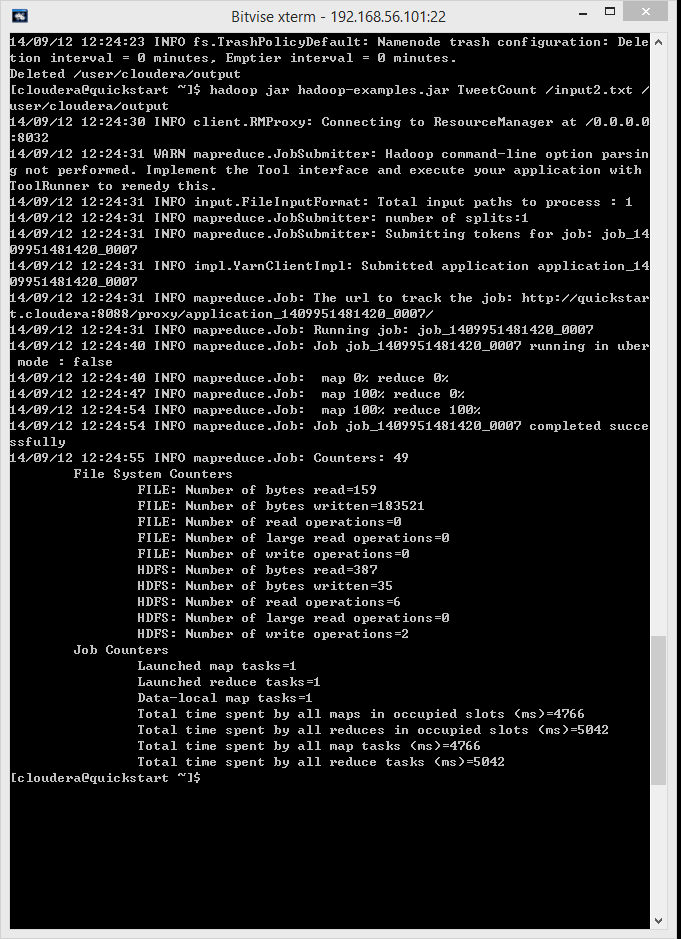 Bitvise xterm - 192.168.56.101:22
14/09/12 12:24:23 INFO fs.TrashPolicyDefault: Namenode trash configuration: Dele
tion interval = 0 minutes, Emptier interval = 0 minutes.
Deleted /user/cloudera/output
[cloudera@quickstart ~]$ hadoop jar hadoop-examples.jar TweetCount /input2.txt /
user/cloudera/output
14/09/12 12:24:30 INFO client.RMProxy: Connecting to ResourceManager at /0.0.0.0
:8032
14/09/12 12:24:31 WARN mapreduce.JobSubmitter: Hadoop command-line option parsin
g not performed. Implement the Tool interface and execute your application with
ToolRunner to remedy this.
14/09/12 12:24:31 INFO input.FileInputFormat: Total input paths to process : 1
14/09/12 12:24:31 INFO mapreduce.JobSubmitter: number of splits:1
14/09/12 12:24:31 INFO mapreduce.JobSubmitter: Submitting tokens for job: job_14
09951481420_0007
14/09/12 12:24:31 INFO impl.YarnClientImpl: Submitted application application_14
09951481420_0007
14/09/12 12:24:31 INFO mapreduce.Job: The url to track the job: http://quickstar
t.cloudera:8088/proxy/application_1409951481420_0007/
14/09/12 12:24:31 INFO mapreduce.Job: Running job: job_1409951481420_0007
14/09/12 12:24:40 INFO mapreduce.Job: Job job_1409951481420_0007 running in uber
 mode : false
14/09/12 12:24:40 INFO mapreduce.Job:  map 0% reduce 0%
14/09/12 12:24:47 INFO mapreduce.Job:  map 100% reduce 0%
14/09/12 12:24:54 INFO mapreduce.Job:  map 100% reduce 100%
14/09/12 12:24:54 INFO mapreduce.Job: Job job_1409951481420_0007 completed succe
ssfully
14/09/12 12:24:55 INFO mapreduce.Job: Counters: 49
File System Counters
FILE: Number of bytes read=159
FILE: Number of bytes written=183521
FILE: Number of read operations=0
FILE: Number of large read operations=0
FILE: Number of write operations=0
HDFS: Number of bytes read=387
HDFS: Number of bytes written=35
HDFS: Number of read operations=6
HDFS: Number of large read operations=0
HDFS: Number of write operations=2
Job Counters
Launched map tasks=1
Launched reduce tasks=1
Data-local map tasks=1
Total time spent by all maps in occupied slots (ms)=4766
Total time spent by all reduces in occupied slots (ms)=5042
Total time spent by all map tasks (ms)=4766
Total time spent by all reduce tasks (ms)=5042
[cloudera@quickstart ~]$